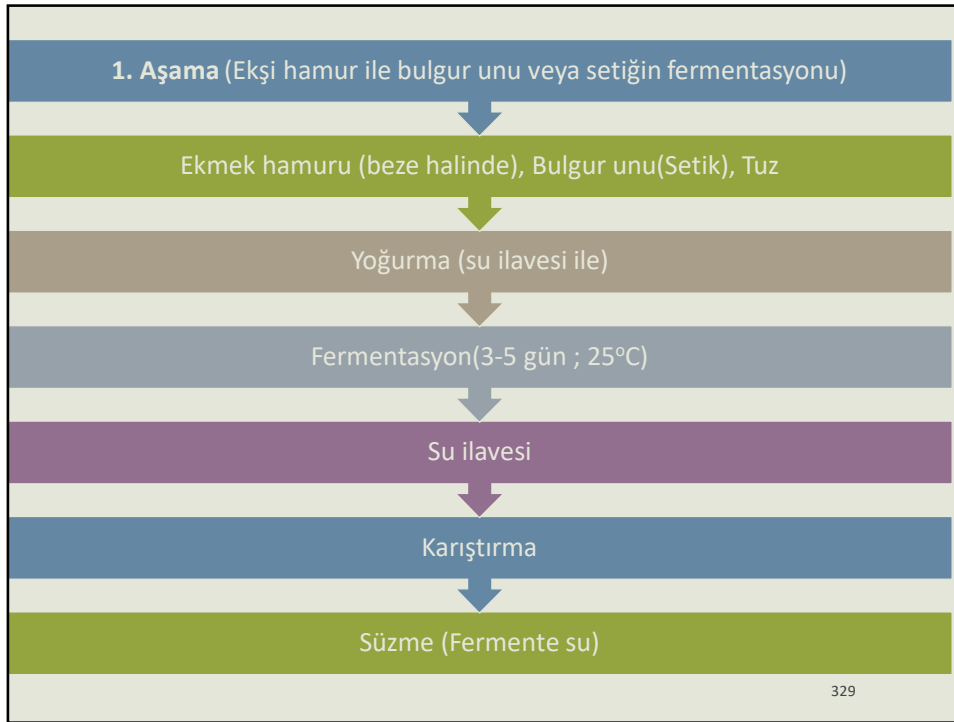 1. Aşama (Ekşi hamur ile bulgur unu veya setiğin fermentasyonu)
Ekmek hamuru (beze halinde), Bulgur unu(Setik), Tuz
Yoğurma (su ilavesi ile)
Fermentasyon(3-5 gün ; 25°C)
Su ilavesi
Karıştırma
Süzme (Fermente su)
329